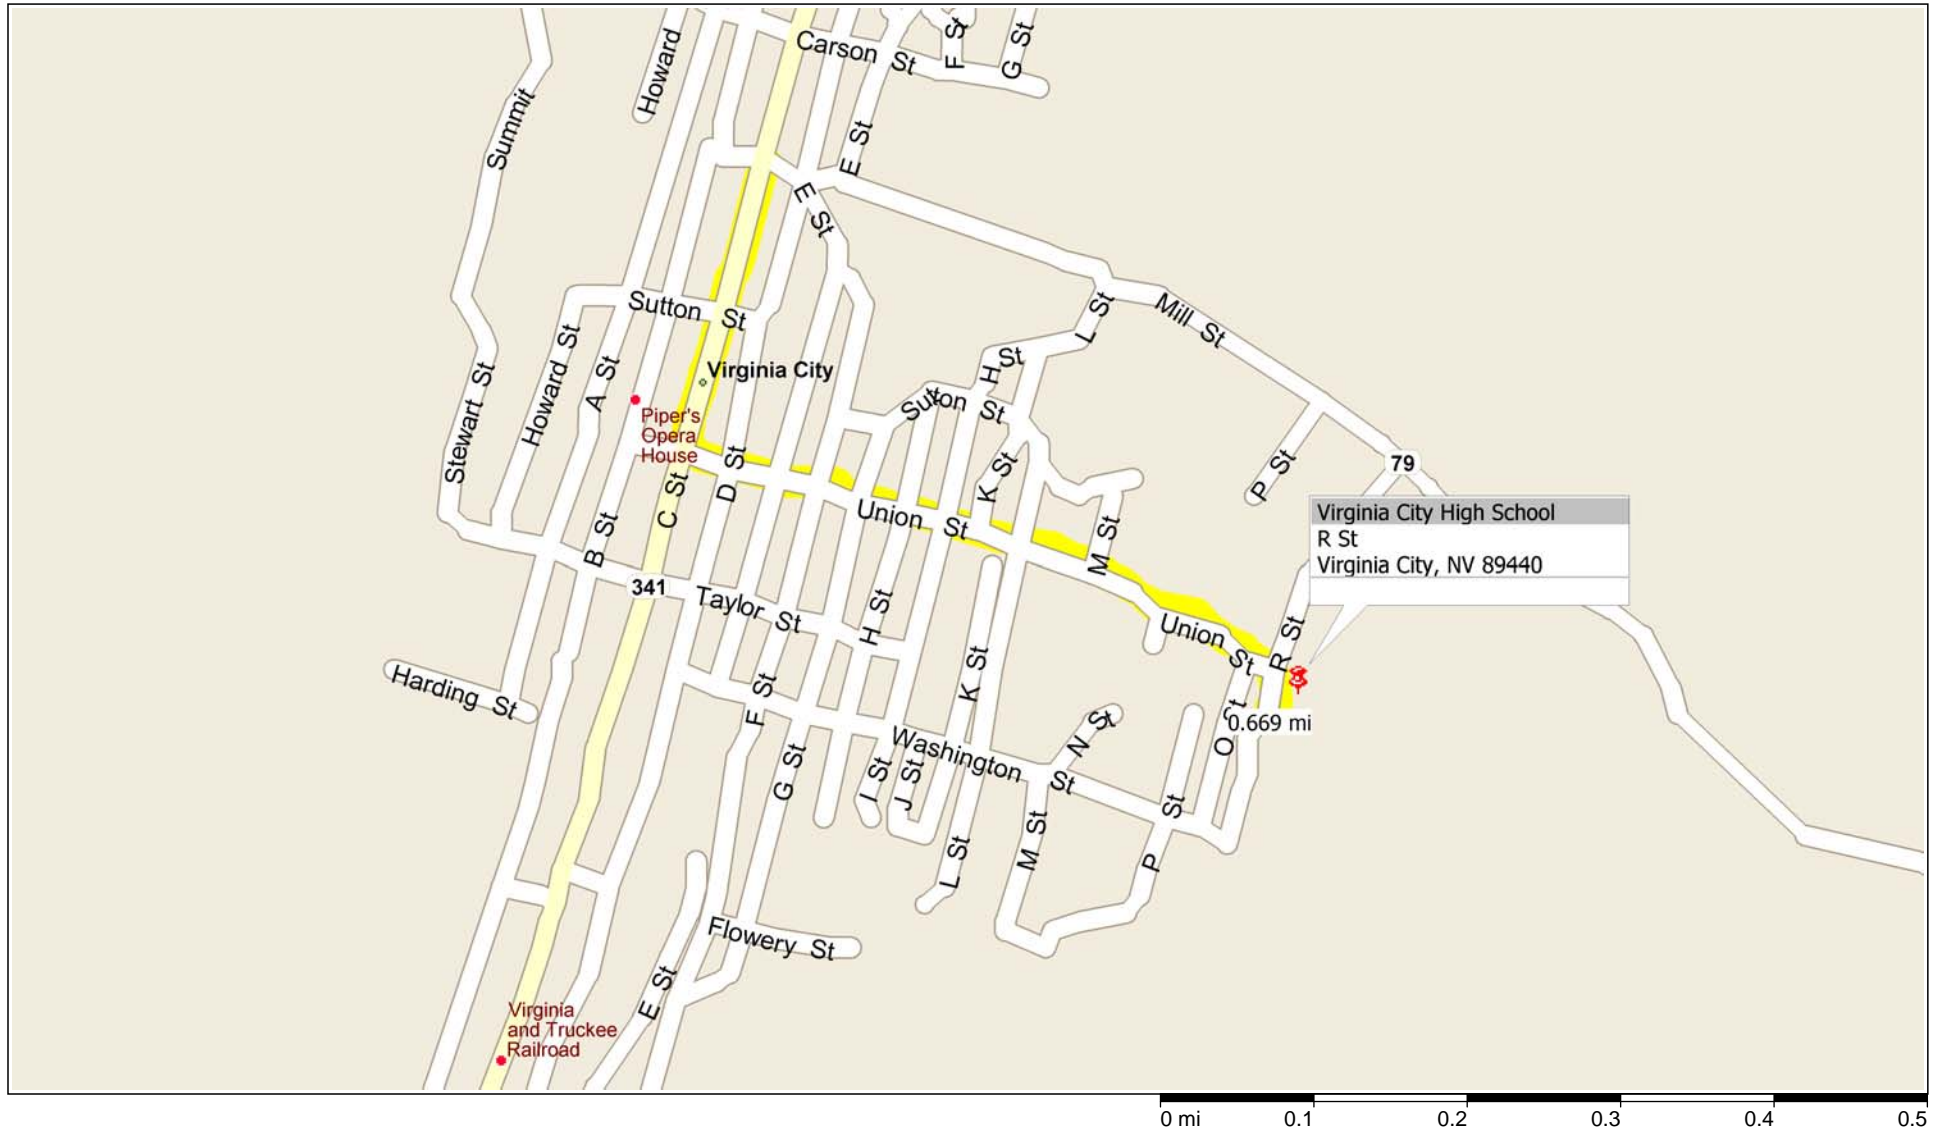 Carson St
F St
G St
Howard
Summit
E St
E St
Sutton St
L St
Mill St
Howard St
A St
H St
Virginia City
Stewart St
Sutton St
Piper's
Opera
House
D St
K St
P St
79
C St
Union St
Virginia City High School
R St
Virginia City, NV 89440
B St
M St
341
Taylor St
H St
Union St
R St
K St
Harding St
F St
O St
0.669 mi
N St
Washington St
G St
I St
J St
P St
M St
L St
Flowery St
E St
Virginia
and Truckee
Railroad
0 mi 0.1 0.2 0.3 0.4 0.5